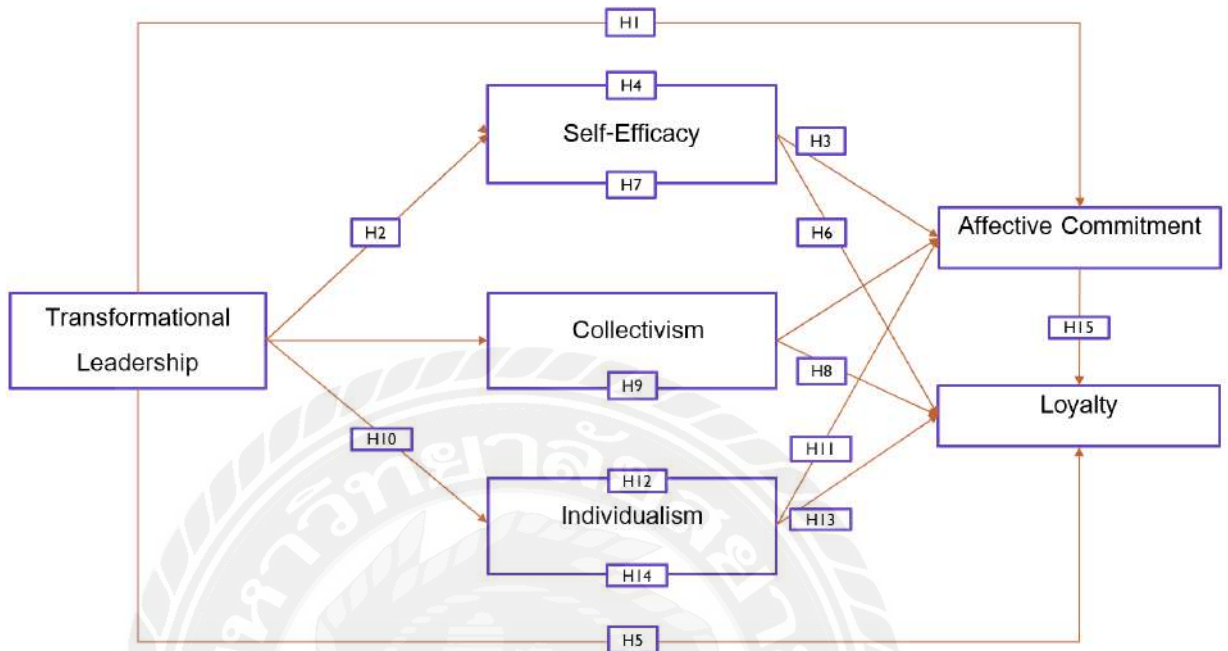 H1
H4
Self-Efficacy
H3
H7
H2
H6
Affective Commitment
Transformational
Leadership
Collectivism
H15
H8
H9
Loyalty
H10
H11
H12
Individualism
H13
H14
H5